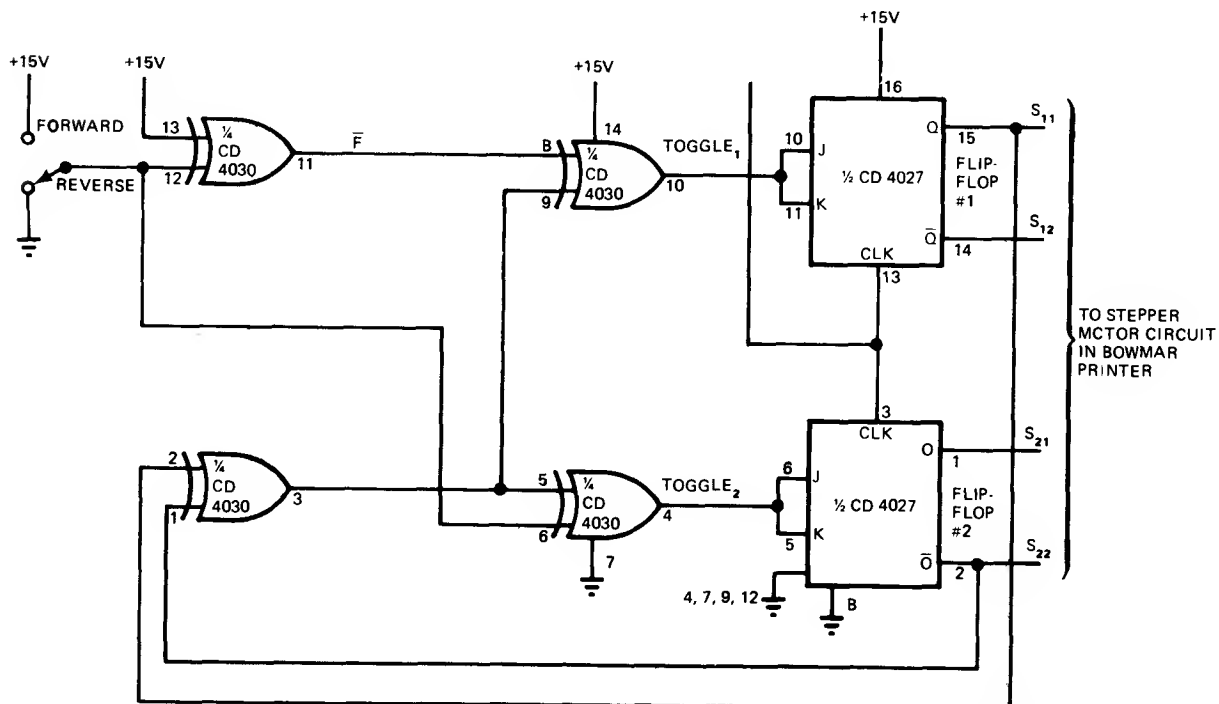 +15V
+15V
+15V
+15V
FORWARD
REVERSE
13
12
¼
CD
4030
11
F̅
B
9
14
¼
CD
4030
10
TOGGLE₁
10
11
J
K
16
½ CD 4027
CLK
13
Q
15
FLIP-
FLOP
#1
Q̅
14
S₁₁
S₁₂
TO STEPPER
MCTOR CIRCUIT
IN BOWMAR
PRINTER
2
1
¼
CD
4030
3
5
6
¼
CD
4030
4
7
TOGGLE₂
6
5
J
K
3
CLK
½ CD 4027
O
1
FLIP-
FLOP
#2
O̅
2
S₂₁
S₂₂
4, 7, 9, 12
B